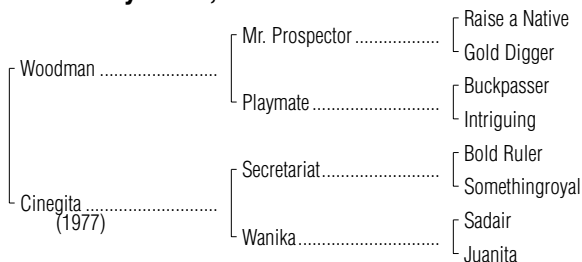 Raise a Native
Mr. Prospector ..................
Gold Digger
Woodman .........................
Buckpasser
Playmate ...........................
Intriguing
Bold Ruler
Secretariat.........................
Somethingroyal
Cinegita ............................
(1977)
Sadair
Wanika..............................
Juanita